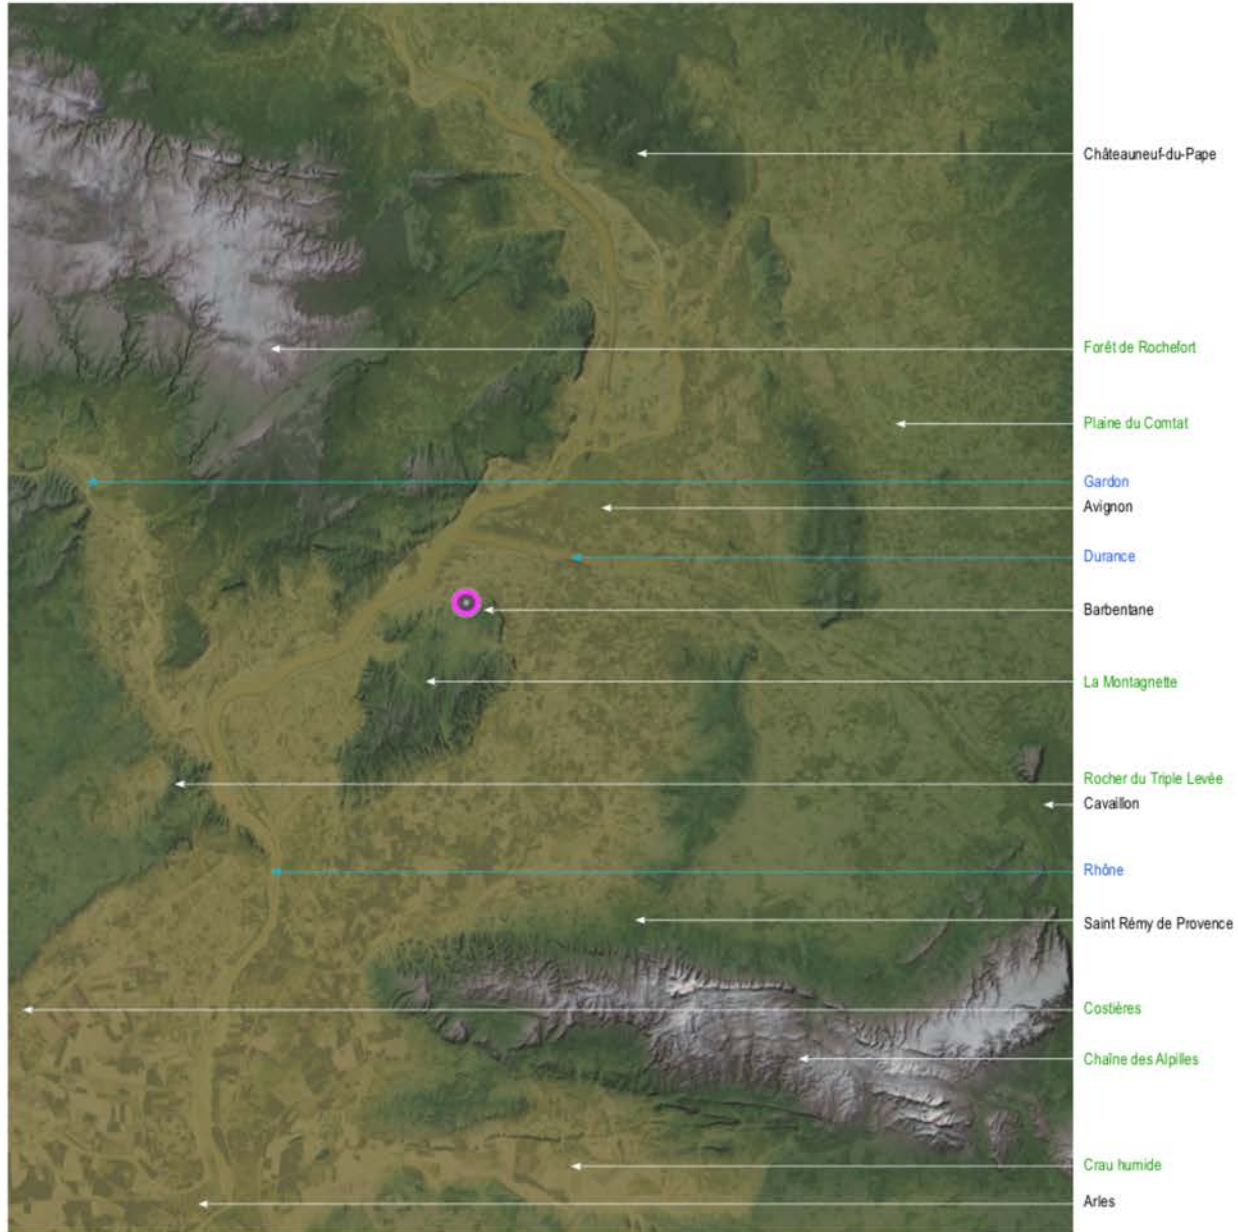 Châteauneuf-du-Pape
Forêt de Rochefort
Plaine du Comtat
Gardon
Avignon
Durance
Barbentane
La Montagnette
Rocher du Triple Levée
Cavaillon
Rhône
Saint Rémy de Provence
Costières
Chaîne des Alpilles
Crau humide
Arles